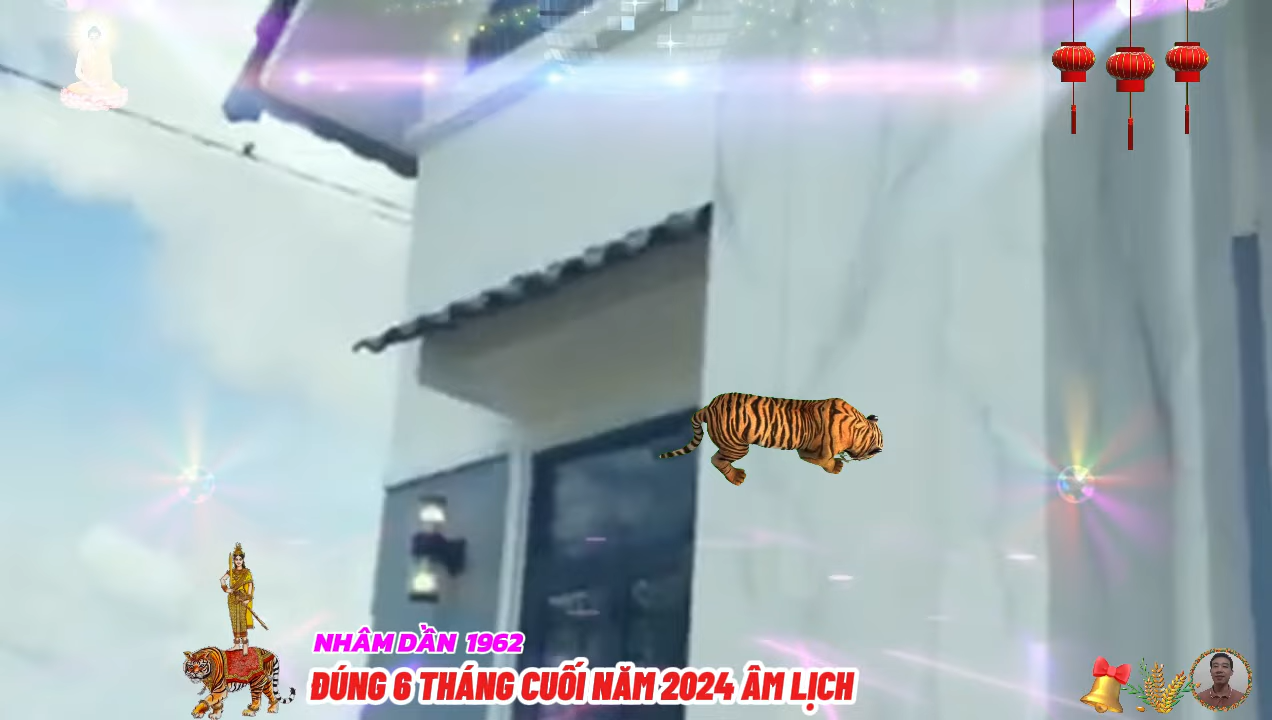 NHÂM DẦN 1962
ĐÚNG 6 THÁNG CUỐI NĂM 2024 ÂM LỊCH